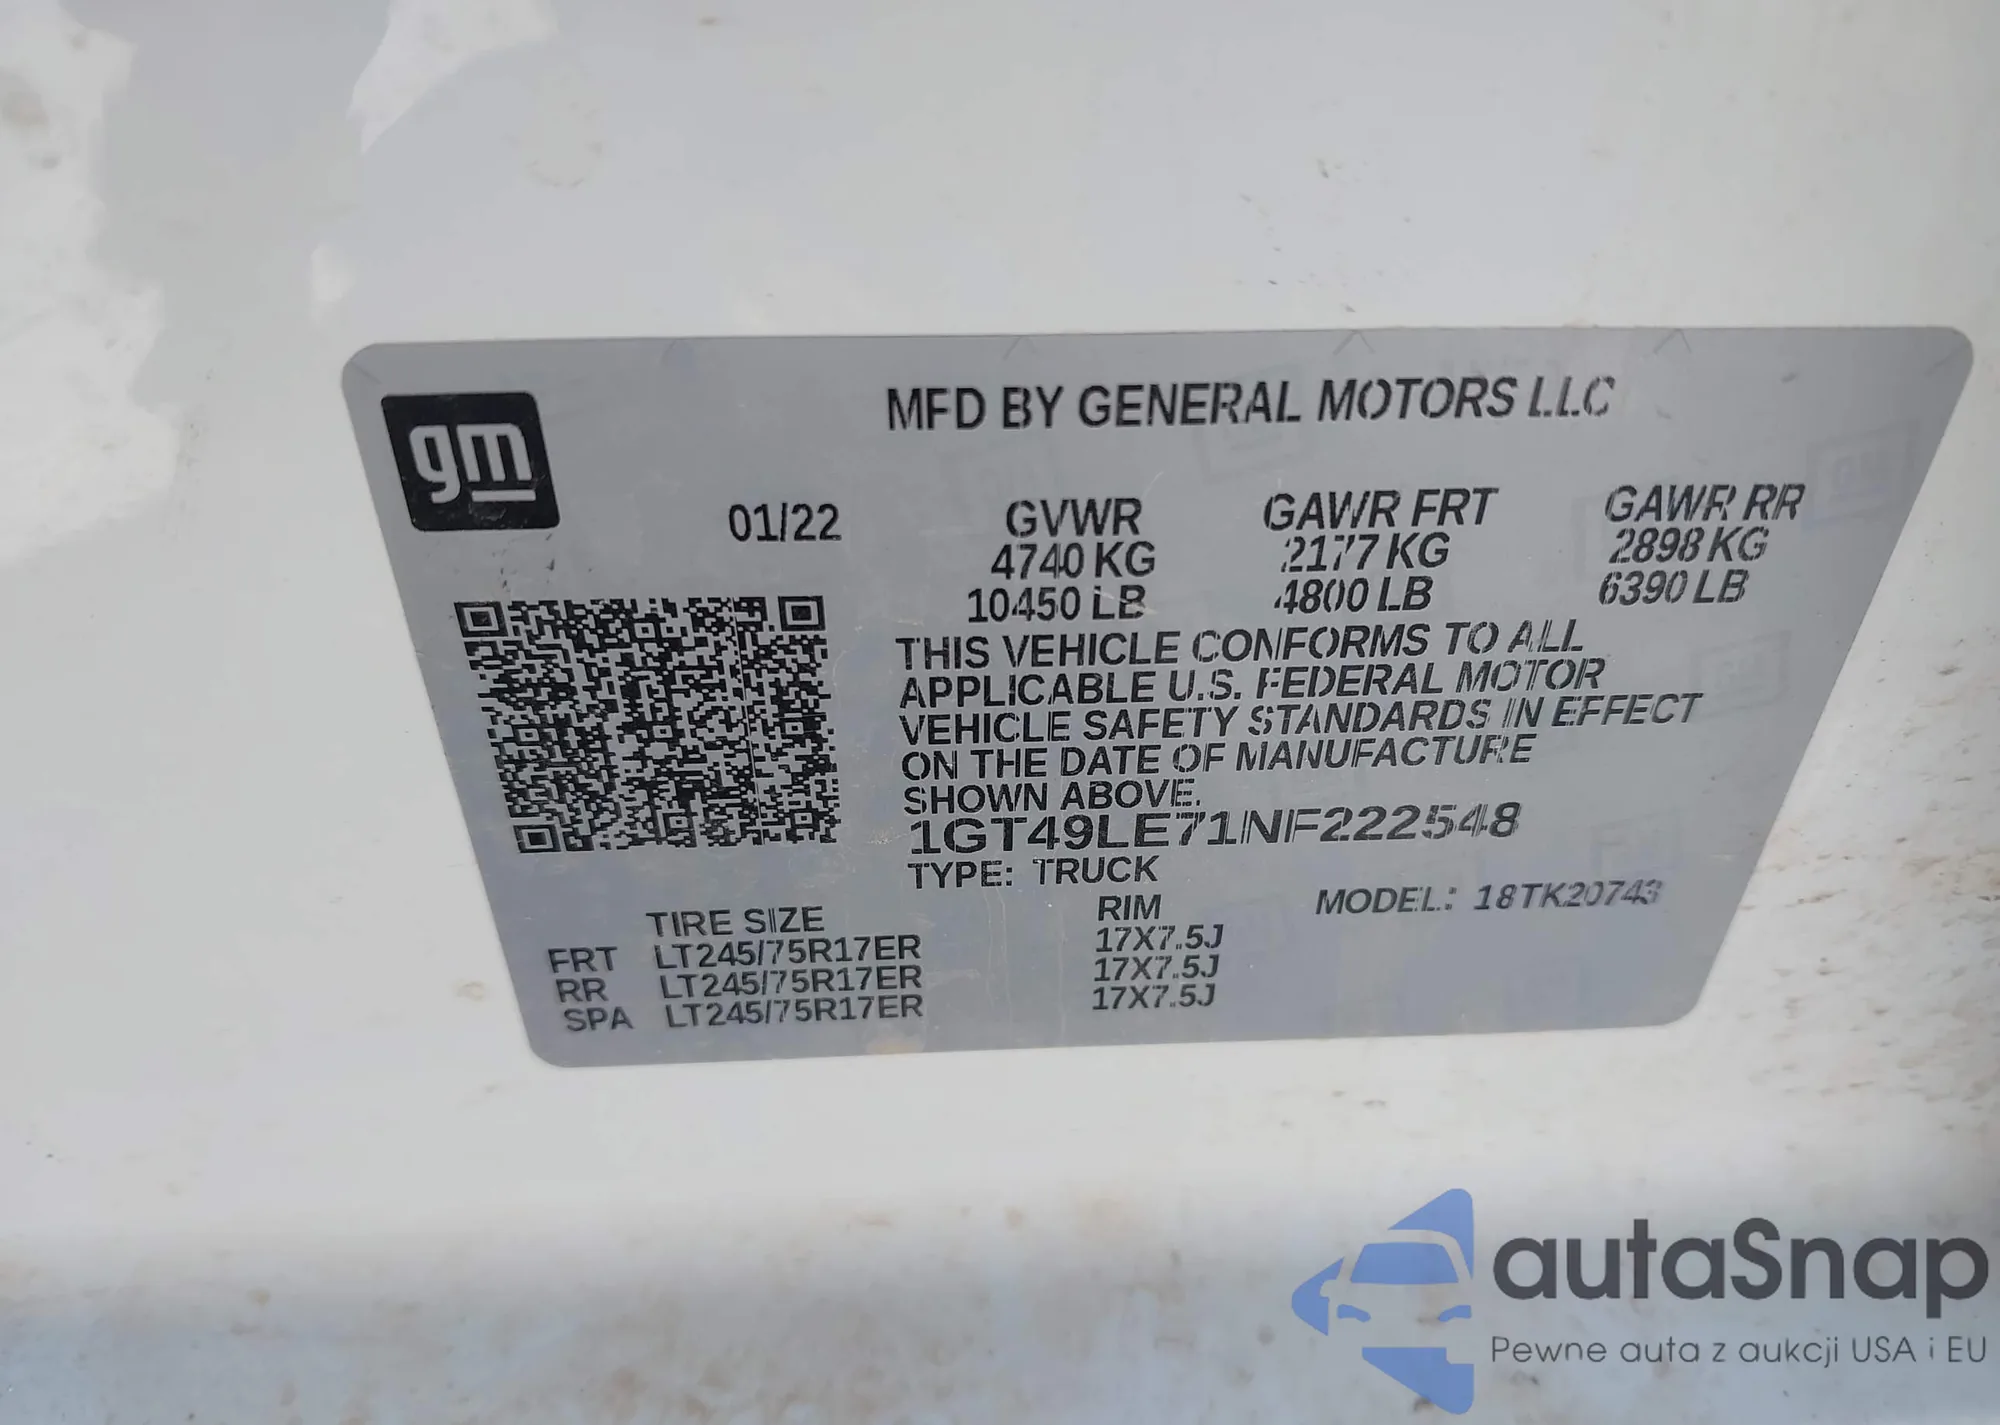 gm
MFD BY GENERAL MOTORS LLC
01/22 GVWR GAWR FRT GAWR RR
4740 KG 2177 KG 2898 KG
10450 LB 4800 LB 6390 LB
THIS VEHICLE CONFORMS TO ALL
APPLICABLE U.S. FEDERAL MOTOR
VEHICLE SAFETY STANDARDS IN EFFECT
ON THE DATE OF MANUFACTURE
SHOWN ABOVE.
1GT49LE71NF222548
TYPE: TRUCK
TIRE SIZE RIM MODEL: 18TK20743
FRT LT245/75R17ER 17X7.5J
RR LT245/75R17ER 17X7.5J
SPA LT245/75R17ER 17X7.5J
autaSnap
Pewne auta z aukcji USA i EU